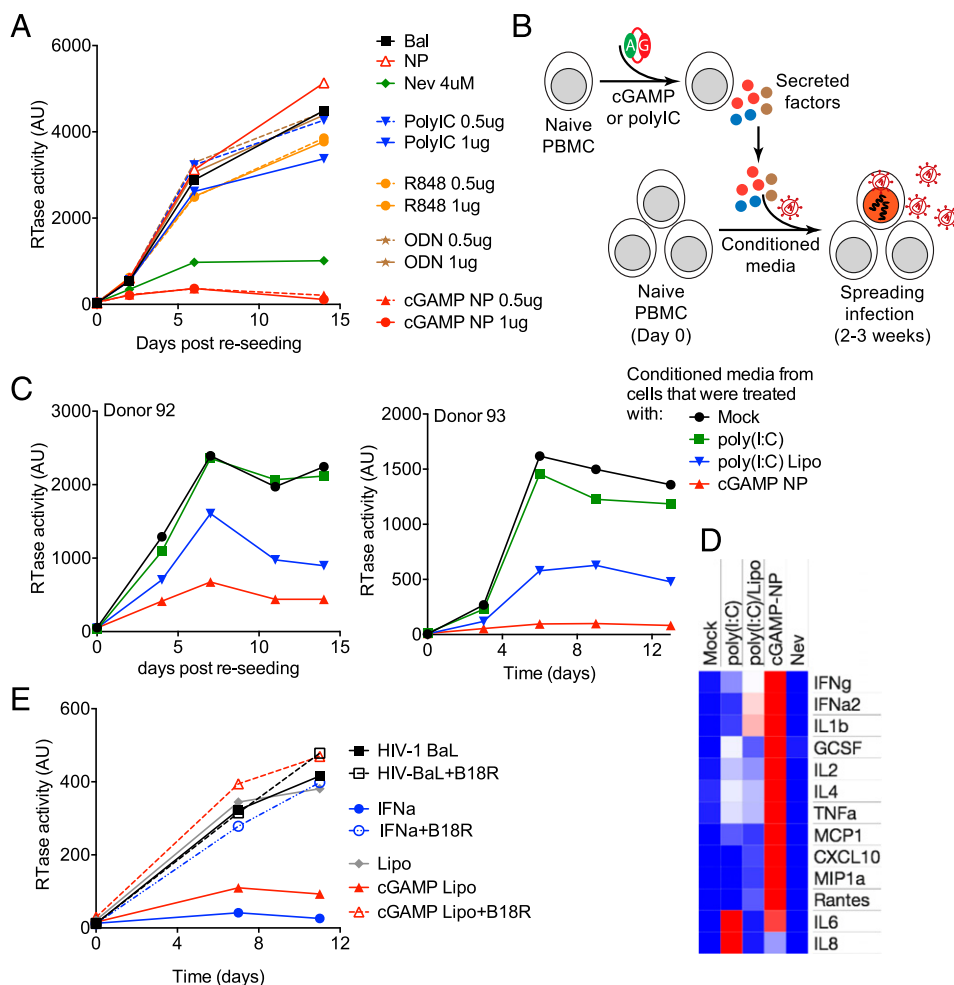 A
RTase activity (AU)
6000
4000
2000
0
0
5
10
15
Days post re-seeding
Bal
NP
Nev 4uM
PolyIC 0.5ug
PolyIC 1ug
R848 0.5ug
R848 1ug
ODN 0.5ug
ODN 1ug
cGAMP NP 0.5ug
cGAMP NP 1ug
B
A G
Naive
PBMC
cGAMP
or polyIC
Secreted
factors
Conditioned
media
Naive
PBMC
(Day 0)
Spreading
infection
(2-3 weeks)
C
Donor 92
RTase activity (AU)
3000
2000
1000
0
0
5
10
15
days post re-seeding
Donor 93
RTase activity (AU)
2000
1500
1000
500
0
0
4
8
12
Time (days)
Conditioned media from
cells that were treated
with:
Mock
poly(I:C)
poly(I:C) Lipo
cGAMP NP
D
Mock
poly(I:C)
poly(I:C)/Lipo
cGAMP-NP
Nev
IFNg
IFNa2
IL1b
GCSF
IL2
IL4
TNFa
MCP1
CXCL10
MIP1a
Rantes
IL6
IL8
E
RTase activity (AU)
600
400
200
0
0
4
8
12
Time (days)
HIV-1 BaL
HIV-BaL+B18R
IFNa
IFNa+B18R
Lipo
cGAMP Lipo
cGAMP Lipo+B18R